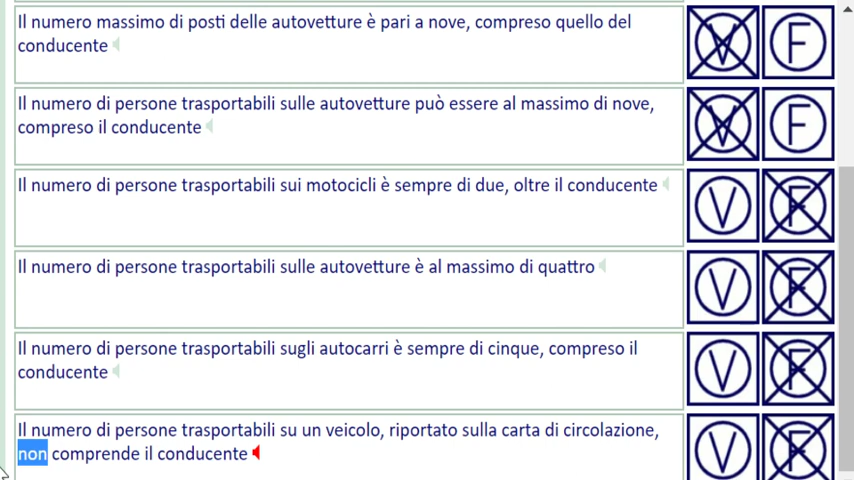 Il numero massimo di posti delle autovetture è pari a nove, compreso quello del
conducente
V F
Il numero di persone trasportabili sulle autovetture può essere al massimo di nove,
compreso il conducente
V F
Il numero di persone trasportabili sui motocicli è sempre di due, oltre il conducente
V F
Il numero di persone trasportabili sulle autovetture è al massimo di quattro
V F
Il numero di persone trasportabili sugli autocarri è sempre di cinque, compreso il
conducente
V F
Il numero di persone trasportabili su un veicolo, riportato sulla carta di circolazione,
non comprende il conducente
V F